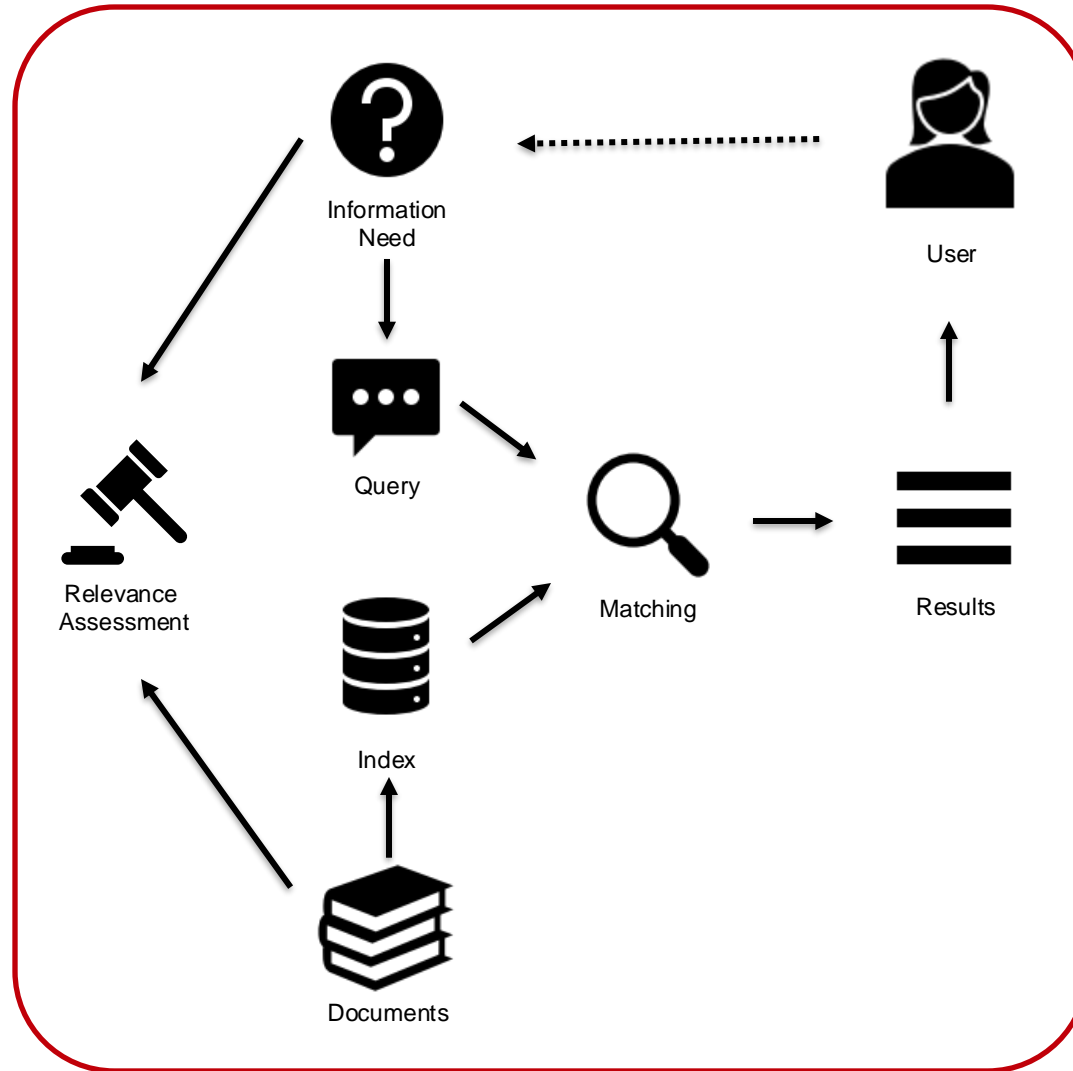 Information
Need
User
Query
Relevance
Assessment
Matching
Results
Index
Documents